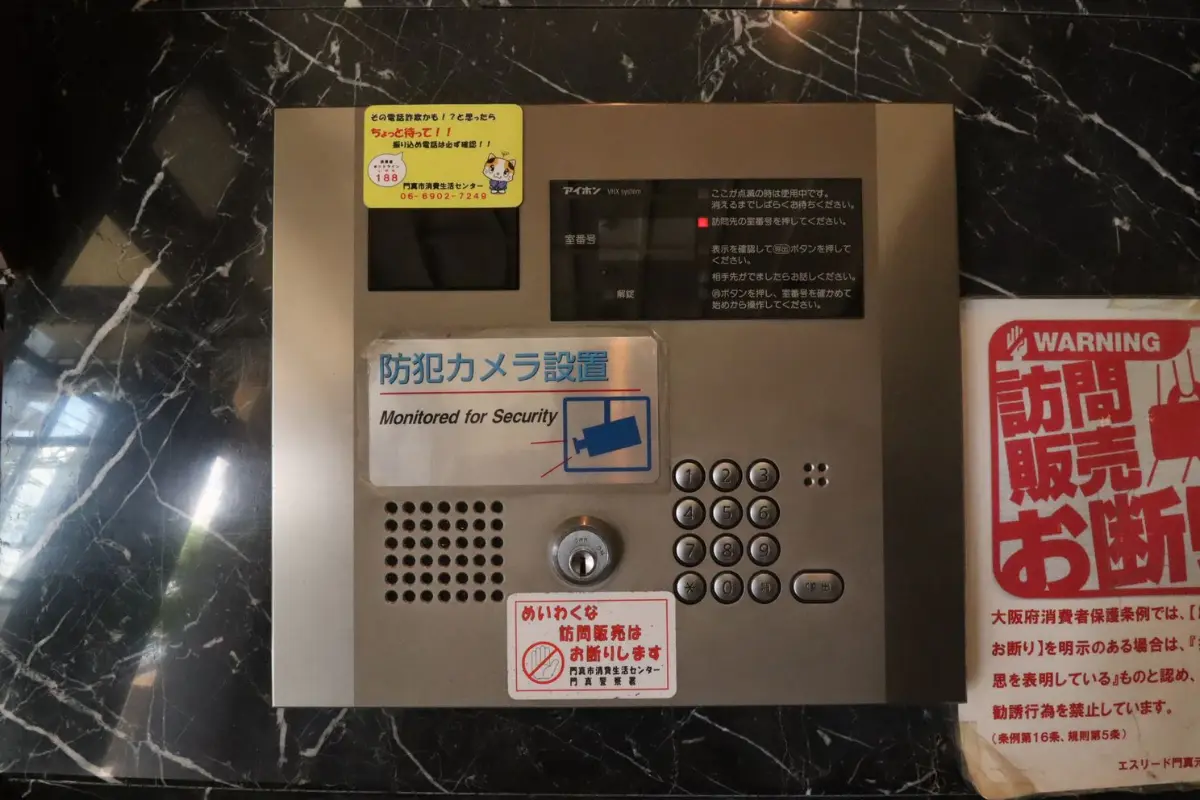 その電話詐欺かも!?と思ったら
ちょっと待って!!
振り込め電話は必ず確認!!
188
門真市消費生活センター
06-6902-7249
アイホン VHX system
室番号
解錠
ここが点滅の時は使用中です。
消えるまでしばらくお待ちください。
訪問先の室番号を押してください。
表示を確認して呼出ボタンを押して
ください。
相手先がでましたらお話しください。
ボタンを押し、室番号を確かめて
始めから操作してください。
防犯カメラ設置
Monitored for Security
1 2 3
4 5 6
7 8 9
* 0
呼出
めいわくな
訪問販売は
お断りします
門真市消費生活センター
門真警察署
WARNING
訪問
販売
お断
大阪府消費者保護条例では、【
お断り】を明示のある場合は、『
思を表明している』ものと認め、
勧誘行為を禁止しています。
(条例第16条、規則第5条)
エスリード門真